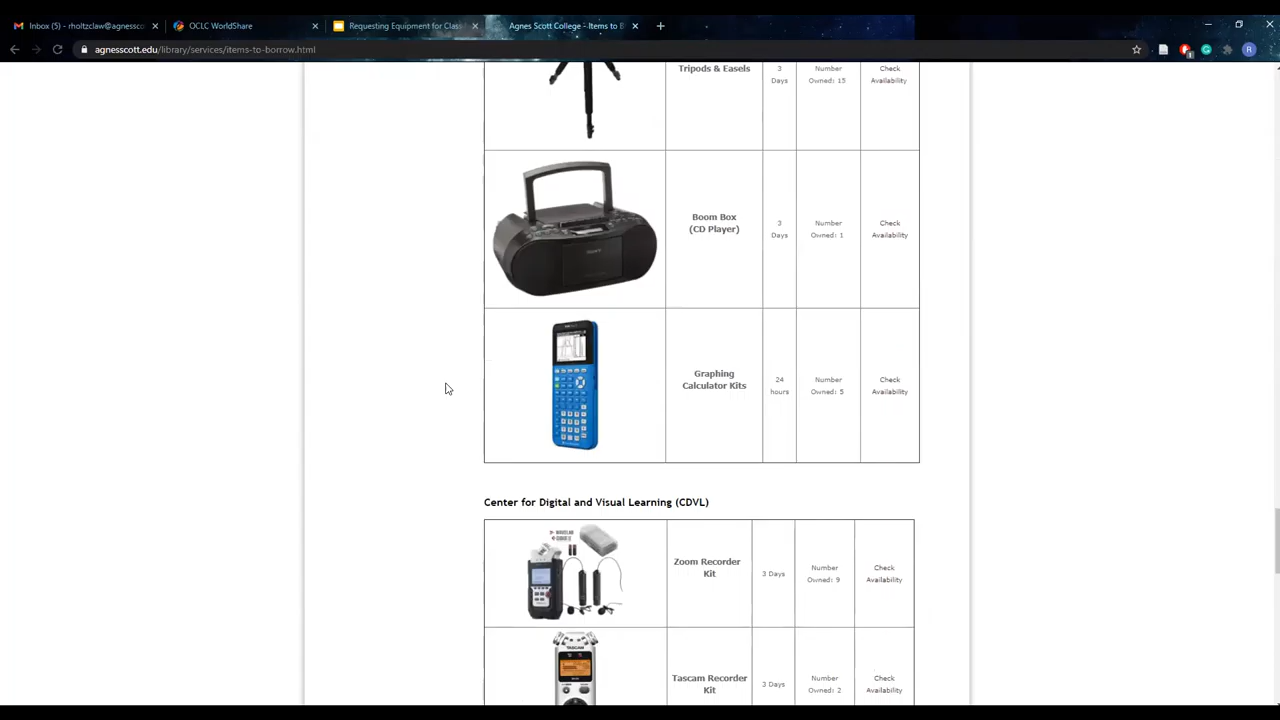 Inbox (5) - rholtzclaw@agnessco
OCLC WorldShare
Requesting Equipment for Class
Agnes Scott College - Items to B
agnesscott.edu/library/services/items-to-borrow.html
R
Tripods & Easels
3
Days
Number
Owned: 15
Check
Availability
SONY
Boom Box
(CD Player)
3
Days
Number
Owned: 1
Check
Availability
Graphing
Calculator Kits
24
hours
Number
Owned: 5
Check
Availability
Center for Digital and Visual Learning (CDVL)
Zoom Recorder
Kit
3 Days
Number
Owned: 9
Check
Availability
TASCAM
Tascam Recorder
Kit
3 Days
Number
Owned: 2
Check
Availability